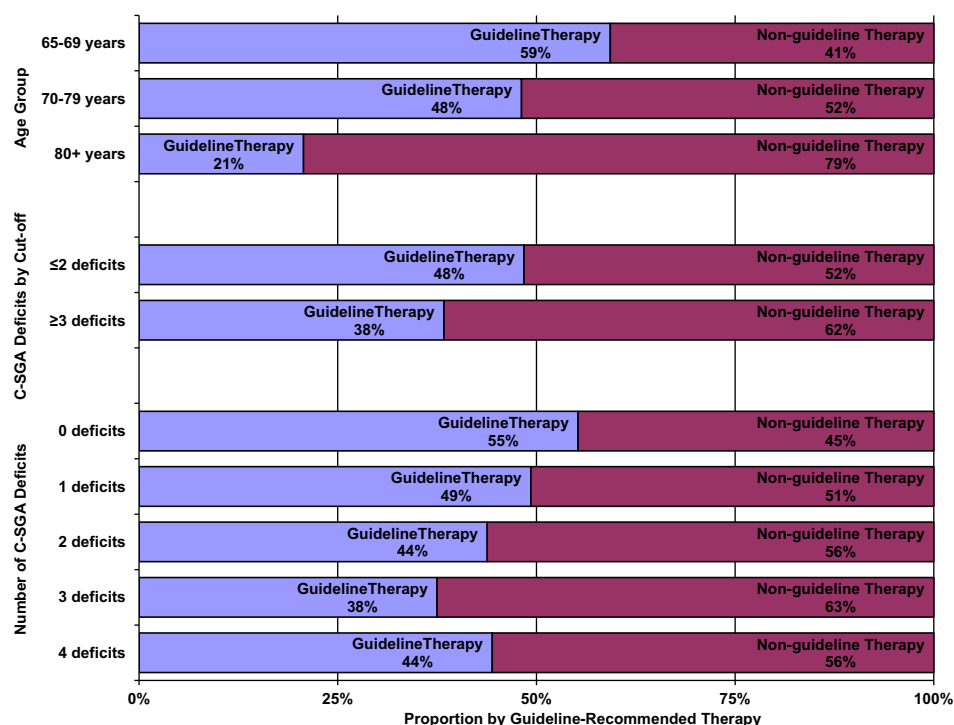 Age Group
65-69 years
GuidelineTherapy
59%
Non-guideline Therapy
41%
70-79 years
GuidelineTherapy
48%
Non-guideline Therapy
52%
80+ years
GuidelineTherapy
21%
Non-guideline Therapy
79%
C-SGA Deficits by Cut-off
≤2 deficits
GuidelineTherapy
48%
Non-guideline Therapy
52%
≥3 deficits
GuidelineTherapy
38%
Non-guideline Therapy
62%
Number of C-SGA Deficits
0 deficits
GuidelineTherapy
55%
Non-guideline Therapy
45%
1 deficits
GuidelineTherapy
49%
Non-guideline Therapy
51%
2 deficits
GuidelineTherapy
44%
Non-guideline Therapy
56%
3 deficits
GuidelineTherapy
38%
Non-guideline Therapy
63%
4 deficits
GuidelineTherapy
44%
Non-guideline Therapy
56%
0% 25% 50% 75% 100%
Proportion by Guideline-Recommended Therapy